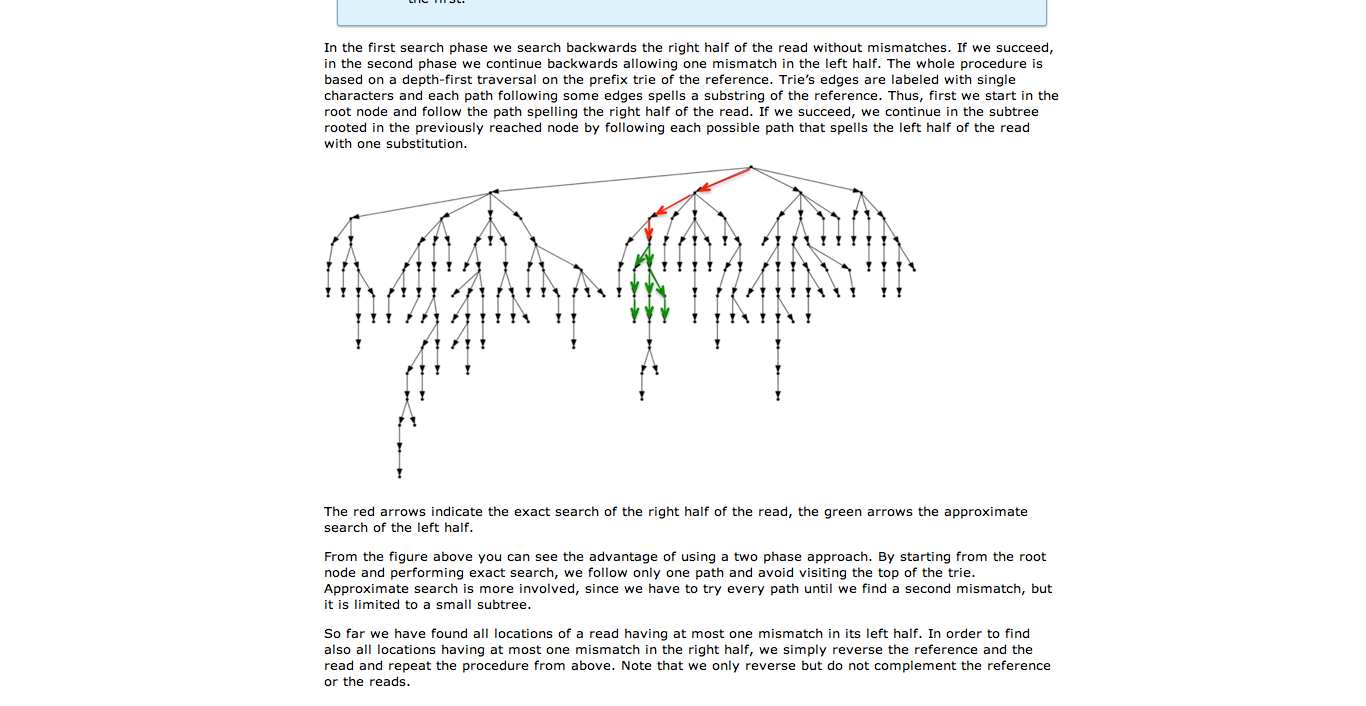 the first.
In the first search phase we search backwards the right half of the read without mismatches. If we succeed,
in the second phase we continue backwards allowing one mismatch in the left half. The whole procedure is
based on a depth-first traversal on the prefix trie of the reference. Trie’s edges are labeled with single
characters and each path following some edges spells a substring of the reference. Thus, first we start in the
root node and follow the path spelling the right half of the read. If we succeed, we continue in the subtree
rooted in the previously reached node by following each possible path that spells the left half of the read
with one substitution.
The red arrows indicate the exact search of the right half of the read, the green arrows the approximate
search of the left half.
From the figure above you can see the advantage of using a two phase approach. By starting from the root
node and performing exact search, we follow only one path and avoid visiting the top of the trie.
Approximate search is more involved, since we have to try every path until we find a second mismatch, but
it is limited to a small subtree.
So far we have found all locations of a read having at most one mismatch in its left half. In order to find
also all locations having at most one mismatch in the right half, we simply reverse the reference and the
read and repeat the procedure from above. Note that we only reverse but do not complement the reference
or the reads.